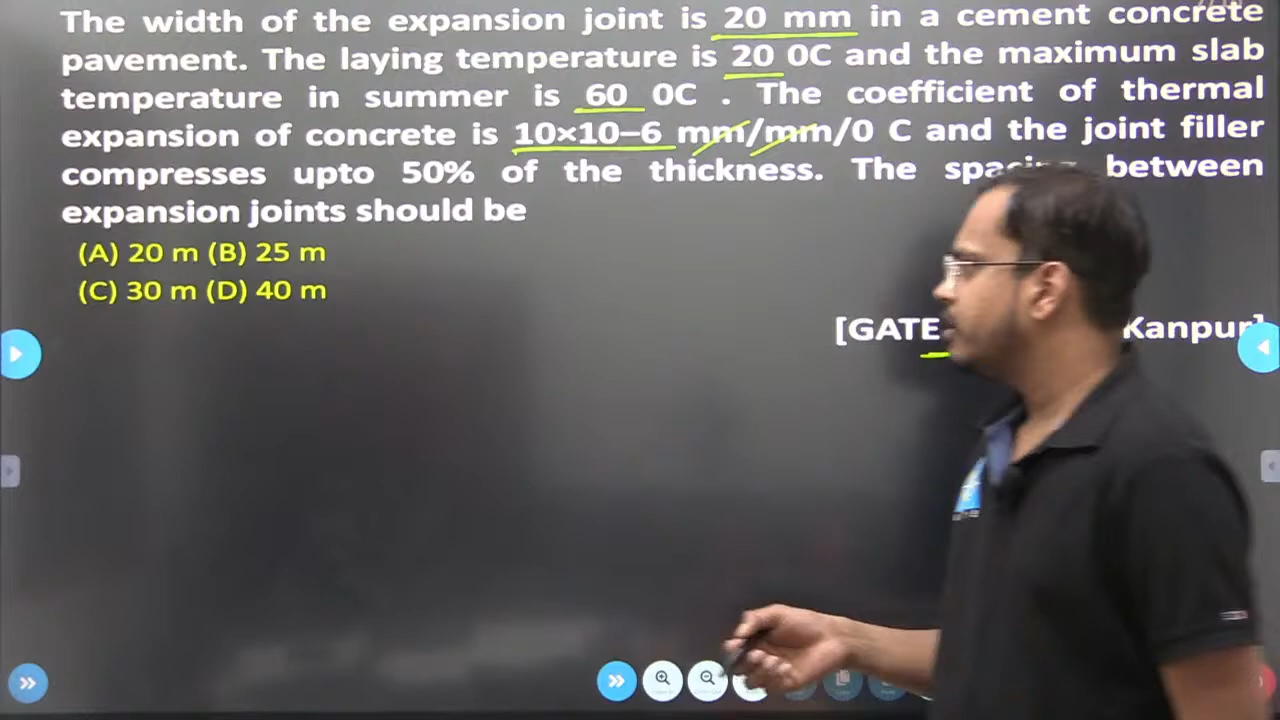 The width of the expansion joint is 20 mm in a cement concrete
pavement. The laying temperature is 20 0C and the maximum slab
temperature in summer is 60 0C . The coefficient of thermal
expansion of concrete is 10×10–6 mm/mm/0 C and the joint filler
compresses upto 50% of the thickness. The spacing between
expansion joints should be
(A) 20 m (B) 25 m
(C) 30 m (D) 40 m
[GATE Kanpur]